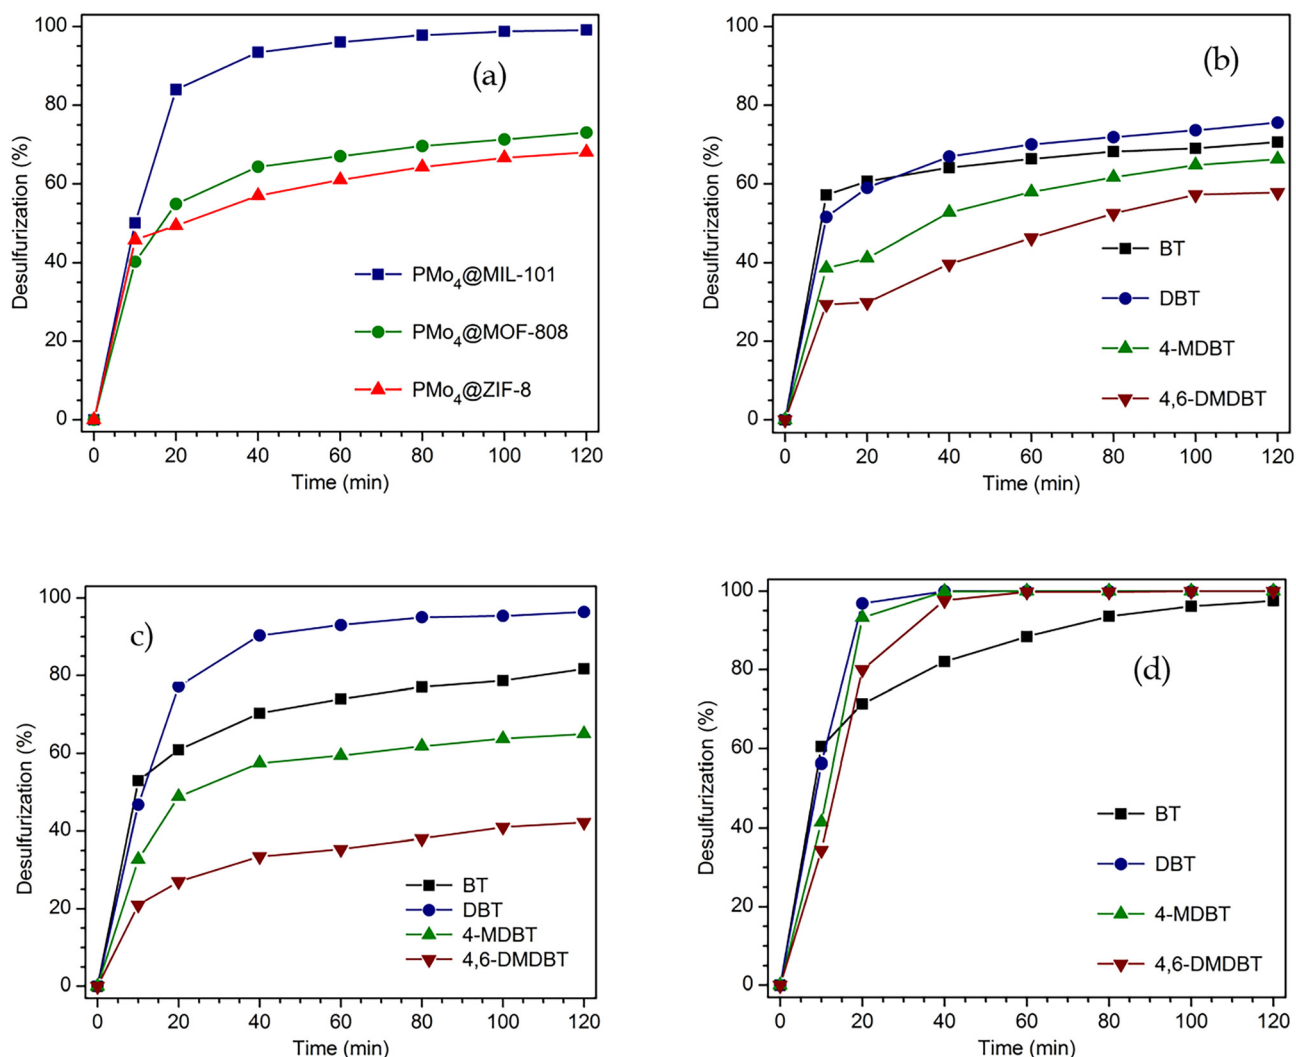 (a)
Desulfurization (%)
100
80
60
40
20
0
PMo4@MIL-101
PMo4@MOF-808
PMo4@ZIF-8
0 20 40 60 80 100 120
Time (min)
(b)
Desulfurization (%)
100
80
60
40
20
0
BT
DBT
4-MDBT
4,6-DMDBT
0 20 40 60 80 100 120
Time (min)
c)
Desulfurization (%)
100
80
60
40
20
0
BT
DBT
4-MDBT
4,6-DMDBT
0 20 40 60 80 100 120
Time (min)
(d)
Desulfurization (%)
100
80
60
40
20
0
BT
DBT
4-MDBT
4,6-DMDBT
0 20 40 60 80 100 120
Time (min)